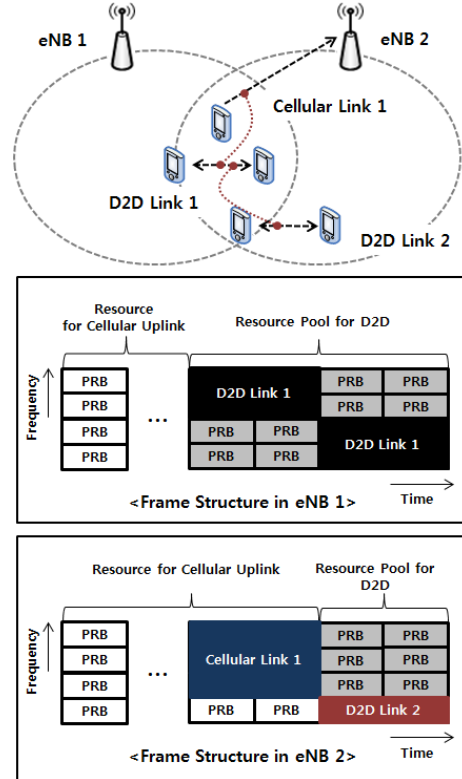 eNB 1
eNB 2
Cellular Link 1
D2D Link 1
D2D Link 2
Resource
for Cellular Uplink
Resource Pool for D2D
Frequency
PRB
PRB
PRB
PRB
...
D2D Link 1
PRB PRB
PRB PRB
PRB PRB
PRB PRB
D2D Link 1
<Frame Structure in eNB 1>
Time
Resource for Cellular Uplink
Resource Pool for
D2D
Frequency
PRB
PRB
PRB
PRB
...
Cellular Link 1
PRB PRB
PRB PRB
PRB PRB
PRB PRB
D2D Link 2
<Frame Structure in eNB 2>
Time